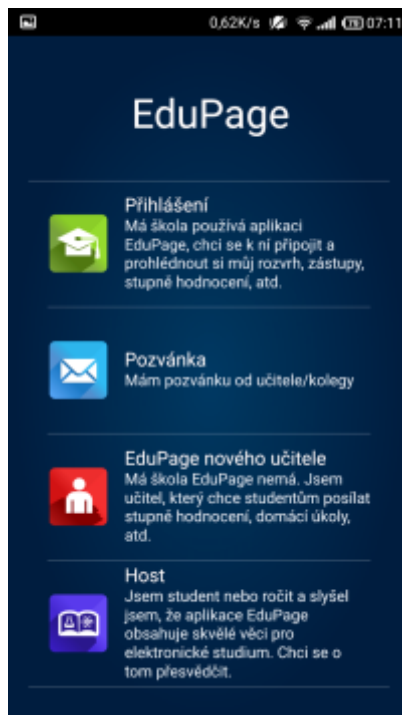 0,62K/s 78 07:11
EduPage
Přihlášení
Má škola používá aplikaci
EduPage, chci se k ní připojit a
prohlédnout si můj rozvrh, zástupy,
stupně hodnocení, atd.
Pozvánka
Mám pozvánku od učitele/kolegy
EduPage nového učitele
Má škola EduPage nemá. Jsem
učitel, který chce studentům posílat
stupně hodnocení, domácí úkoly,
atd.
Host
Jsem student nebo ročit a slyšel
jsem, že aplikace EduPage
obsahuje skvělé věci pro
elektronické studium. Chci se o
tom přesvědčit.